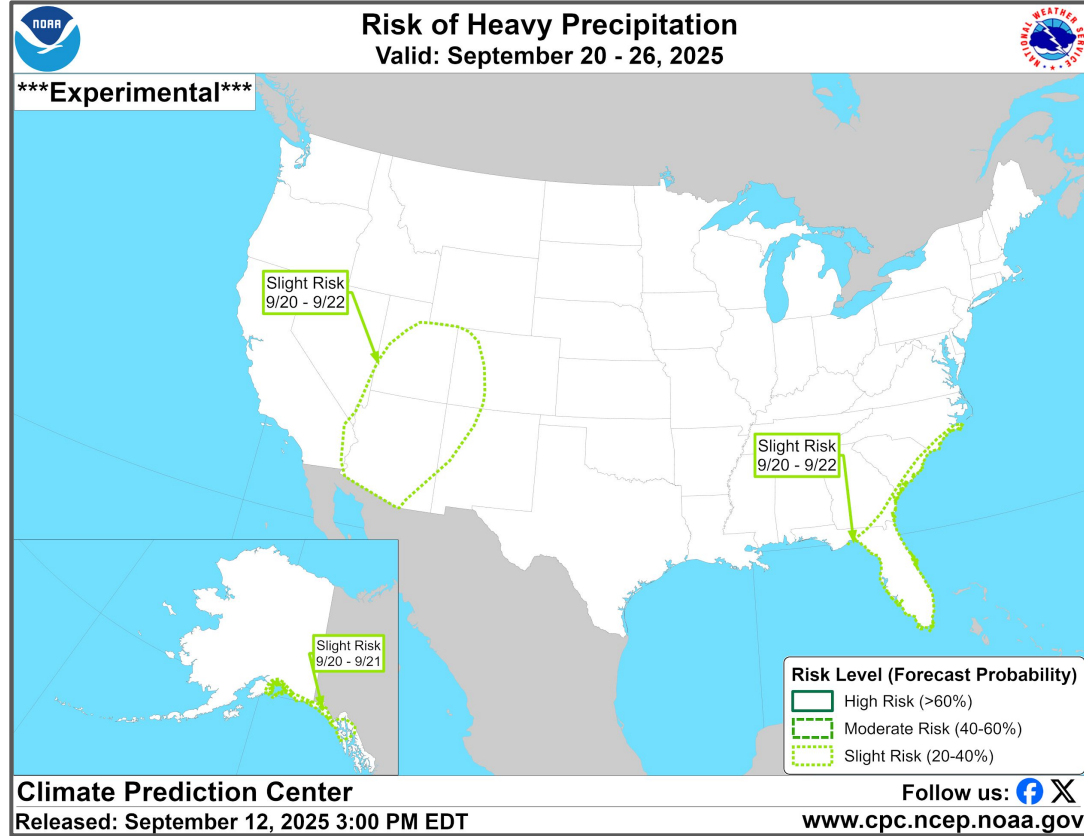 NOAA
Risk of Heavy Precipitation
Valid: September 20 - 26, 2025
NATIONAL WEATHER SERVICE
***Experimental***
Slight Risk
9/20 - 9/22
Slight Risk
9/20 - 9/22
Slight Risk
9/20 - 9/21
Risk Level (Forecast Probability)
High Risk (>60%)
Moderate Risk (40-60%)
Slight Risk (20-40%)
Climate Prediction Center
Follow us:
Released: September 12, 2025 3:00 PM EDT
www.cpc.ncep.noaa.gov